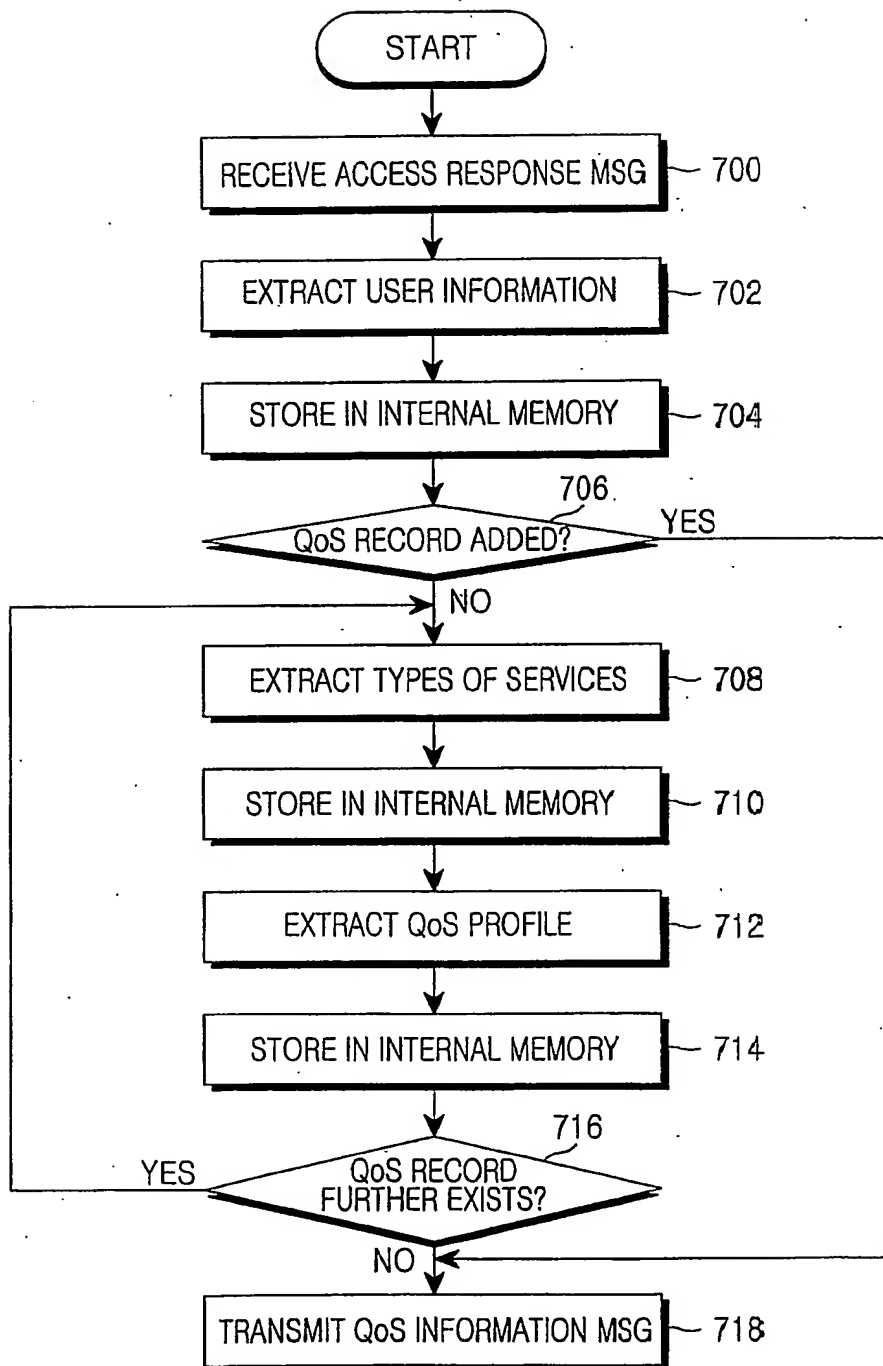 START
RECEIVE ACCESS RESPONSE MSG
700
EXTRACT USER INFORMATION
702
STORE IN INTERNAL MEMORY
704
706
QoS RECORD ADDED?
YES
NO
EXTRACT TYPES OF SERVICES
708
STORE IN INTERNAL MEMORY
710
EXTRACT QoS PROFILE
712
STORE IN INTERNAL MEMORY
714
716
YES
QoS RECORD
FURTHER EXISTS?
NO
TRANSMIT QoS INFORMATION MSG
718